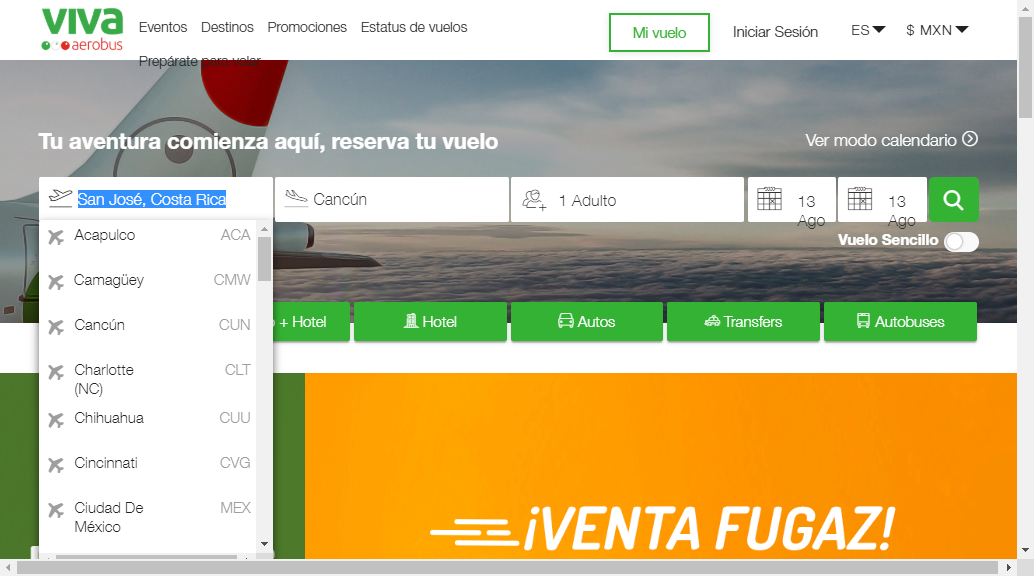 viva
aerobus
Eventos Destinos Promociones Estatus de vuelos
Prepárate para volar
Mi vuelo
Iniciar Sesión
ES
$ MXN
Tu aventura comienza aquí, reserva tu vuelo
Ver modo calendario
San José, Costa Rica
Cancún
1 Adulto
13
Ago
13
Ago
Vuelo Sencillo
Acapulco ACA
Camagüey CMW
Cancún CUN
Charlotte (NC) CLT
Chihuahua CUU
Cincinnati CVG
Ciudad De México MEX
+ Hotel
Hotel
Autos
Transfers
Autobuses
¡VENTA FUGAZ!